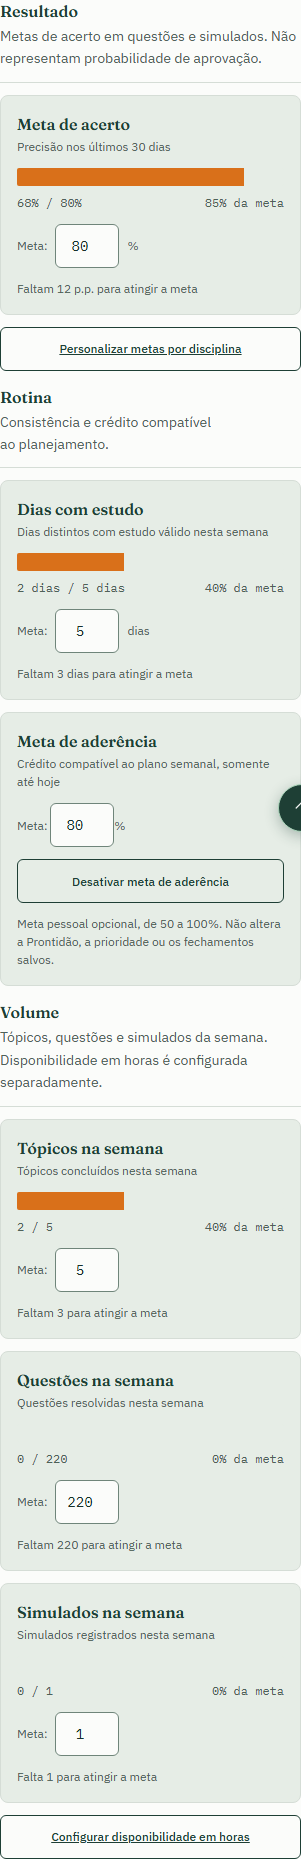 Resultado
Metas de acerto em questões e simulados. Não
representam probabilidade de aprovação.
Meta de acerto
Precisão nos últimos 30 dias
68% / 80%
85% da meta
Meta: 80 %
Faltam 12 p.p. para atingir a meta
Personalizar metas por disciplina
Rotina
Consistência e crédito compatível
ao planejamento.
Dias com estudo
Dias distintos com estudo válido nesta semana
2 dias / 5 dias
40% da meta
Meta: 5 dias
Faltam 3 dias para atingir a meta
Meta de aderência
Crédito compatível ao plano semanal, somente
até hoje
Meta: 80 %
Desativar meta de aderência
Meta pessoal opcional, de 50 a 100%. Não altera
a Prontidão, a prioridade ou os fechamentos
salvos.
Volume
Tópicos, questões e simulados da semana.
Disponibilidade em horas é configurada
separadamente.
Tópicos na semana
Tópicos concluídos nesta semana
2 / 5
40% da meta
Meta: 5
Faltam 3 para atingir a meta
Questões na semana
Questões resolvidas nesta semana
0 / 220
0% da meta
Meta: 220
Faltam 220 para atingir a meta
Simulados na semana
Simulados registrados nesta semana
0 / 1
0% da meta
Meta: 1
Falta 1 para atingir a meta
Configurar disponibilidade em horas